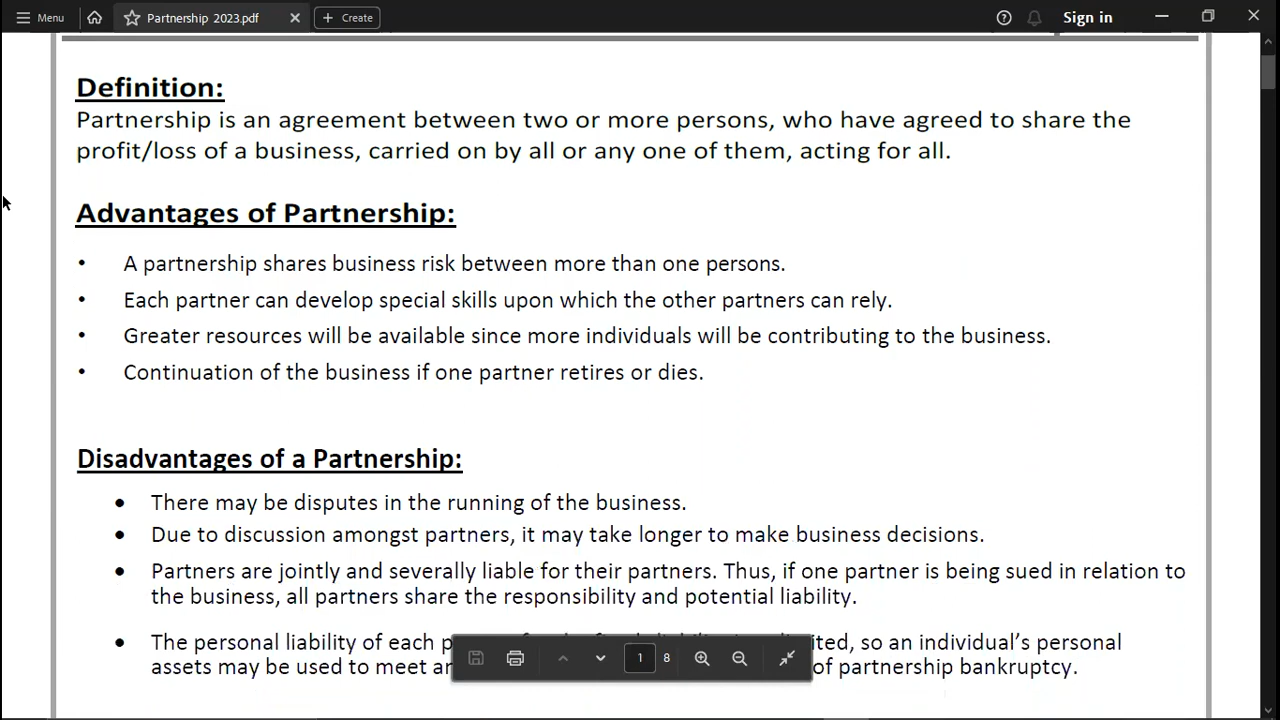 Menu
Partnership 2023.pdf
Create
Sign in
Definition:
Partnership is an agreement between two or more persons, who have agreed to share the
profit/loss of a business, carried on by all or any one of them, acting for all.
Advantages of Partnership:
• A partnership shares business risk between more than one persons.
• Each partner can develop special skills upon which the other partners can rely.
• Greater resources will be available since more individuals will be contributing to the business.
• Continuation of the business if one partner retires or dies.
Disadvantages of a Partnership:
• There may be disputes in the running of the business.
• Due to discussion amongst partners, it may take longer to make business decisions.
• Partners are jointly and severally liable for their partners. Thus, if one partner is being sued in relation to
the business, all partners share the responsibility and potential liability.
• The personal liability of each so an individual's personal
assets may be used to meet of partnership bankruptcy.
1 8